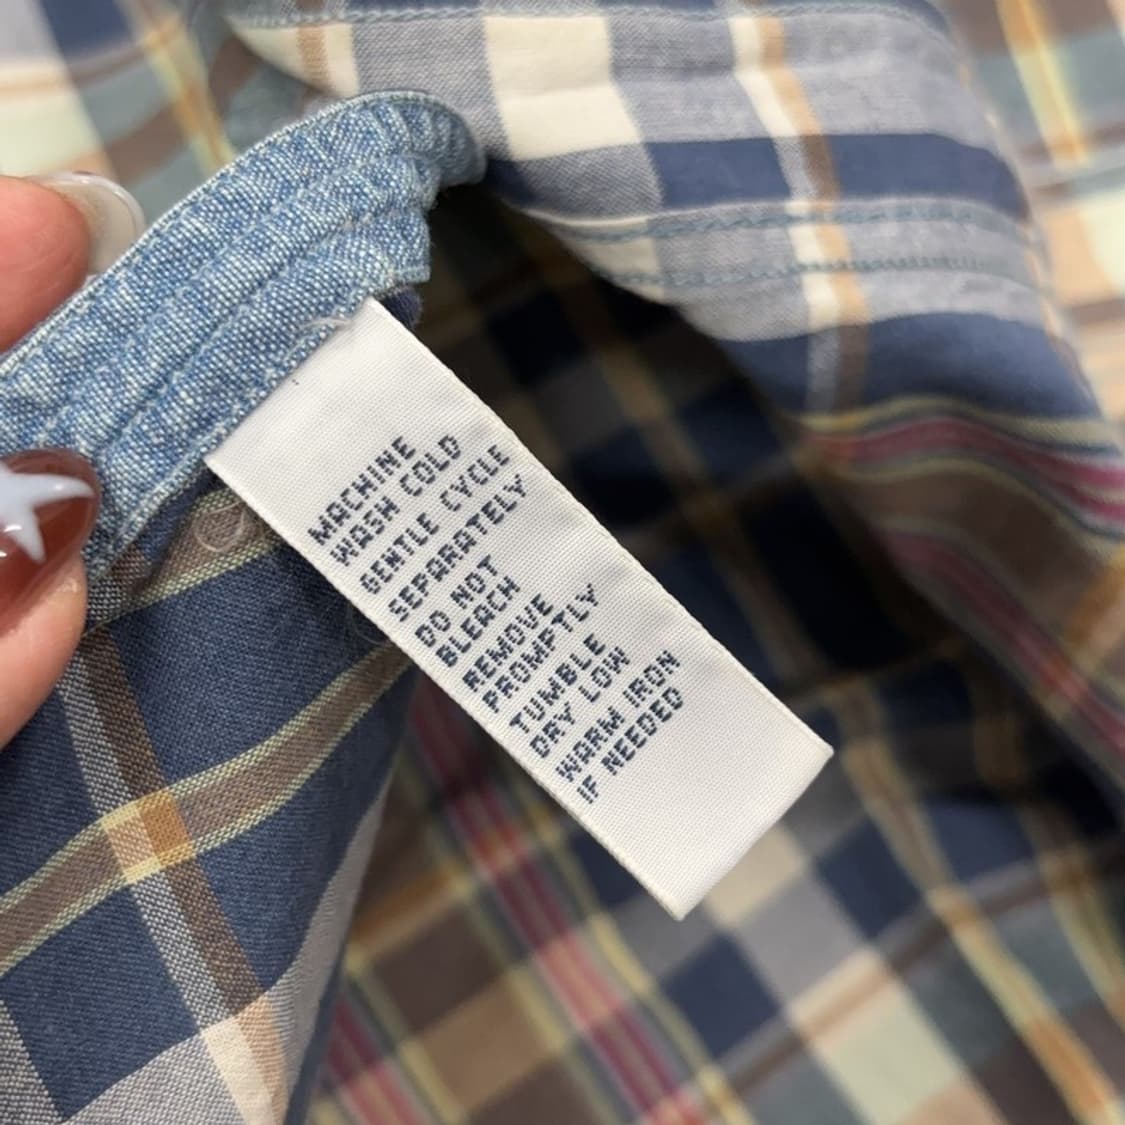 MACHINE
WASH COLD
GENTLE CYCLE
SEPARATELY
DO NOT
BLEACH
REMOVE
PROMPTLY
TUMBLE
DRY LOW
WARM IRON
IF NEEDED